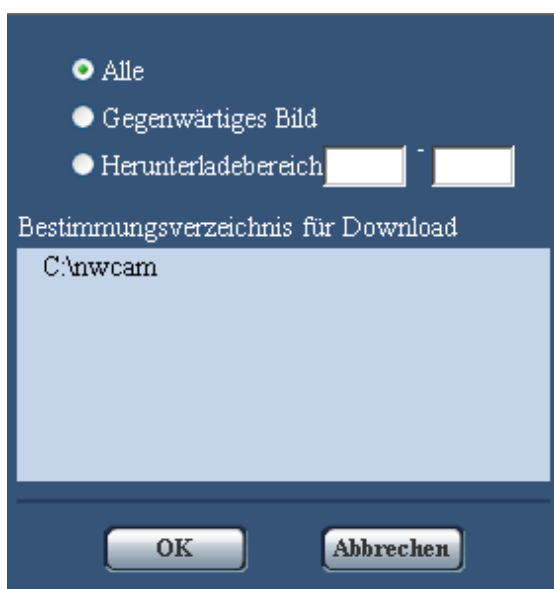 Alle
Gegenwärtiges Bild
Herunterladebereich -
Bestimmungsverzeichnis für Download
C:\nwcam
OK Abbrechen